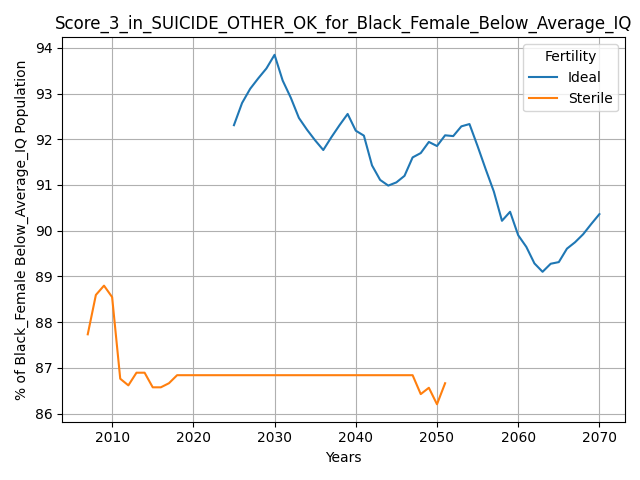 Score_3_in_SUICIDE_OTHER_OK_for_Black_Female_Below_Average_IQ
Fertility
Ideal
Sterile
% of Black_Female Below_Average_IQ Population
94
93
92
91
90
89
88
87
86
2010
2020
2030
2040
2050
2060
2070
Years